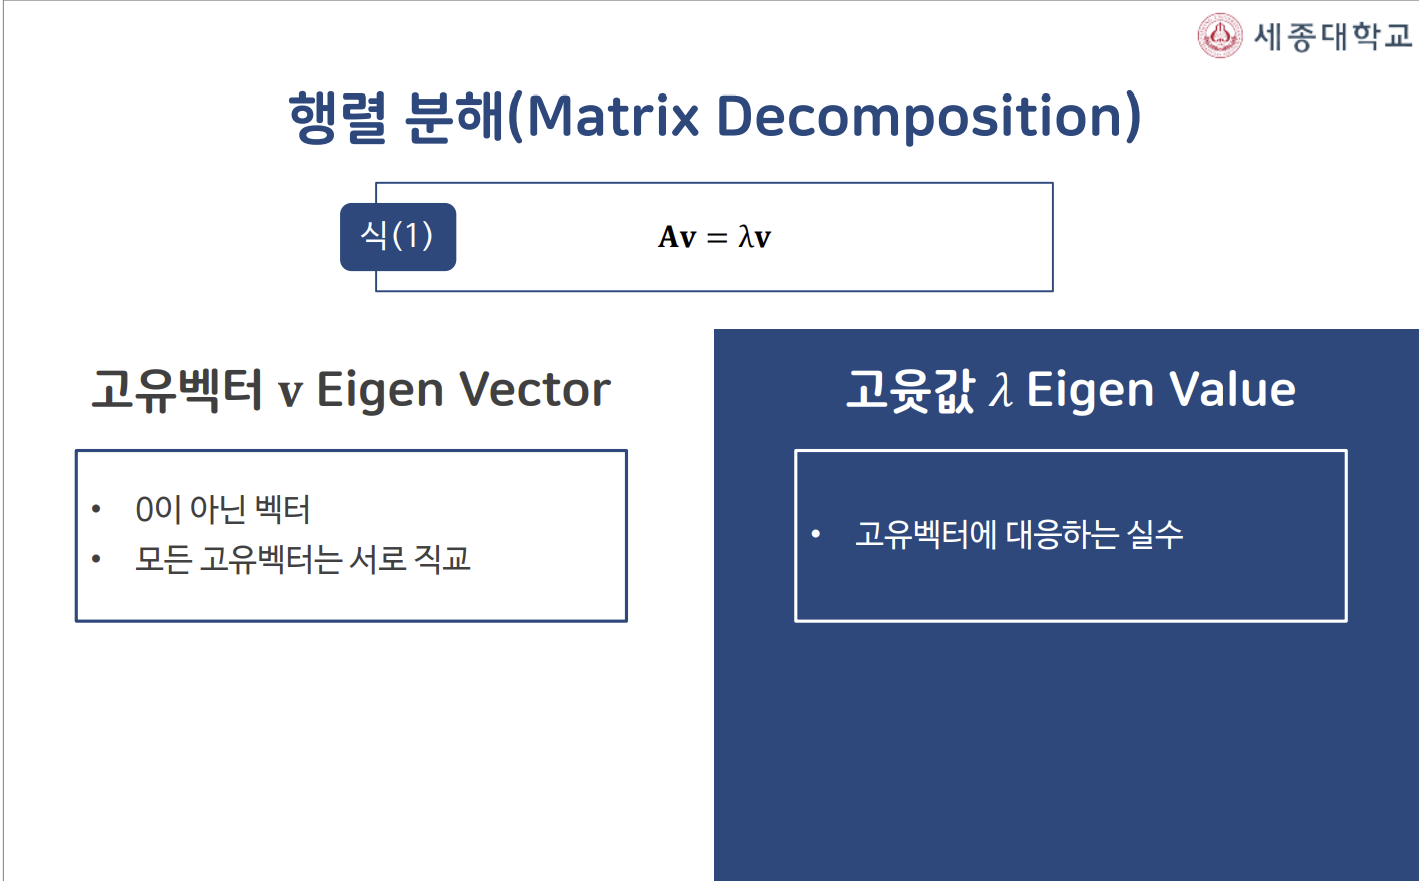 세종대학교
행렬 분해(Matrix Decomposition)
식(1)
Av = λv
고유벡터 v Eigen Vector
• 0이 아닌 벡터
• 모든 고유벡터는 서로 직교
고윳값 λ Eigen Value
• 고유벡터에 대응하는 실수